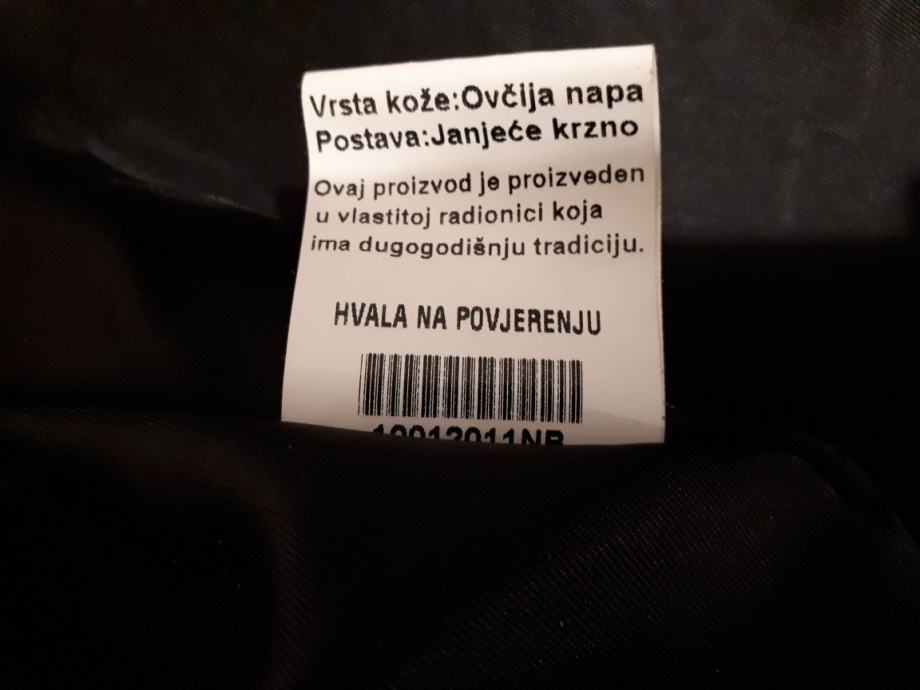 Vrsta kože:Ovčija napa
Postava:Janjeće krzno
Ovaj proizvod je proizveden
u vlastitoj radionici koja
ima dugogodišnju tradiciju.
HVALA NA POVJERENJU
10012011NB